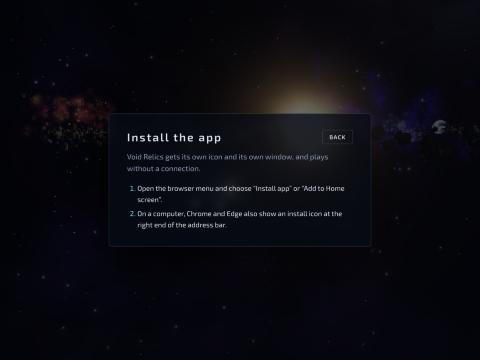 Install the app
BACK
Void Relics gets its own icon and its own window, and plays
without a connection.
1. Open the browser menu and choose "Install app" or "Add to Home
screen".
2. On a computer, Chrome and Edge also show an install icon at the
right end of the address bar.